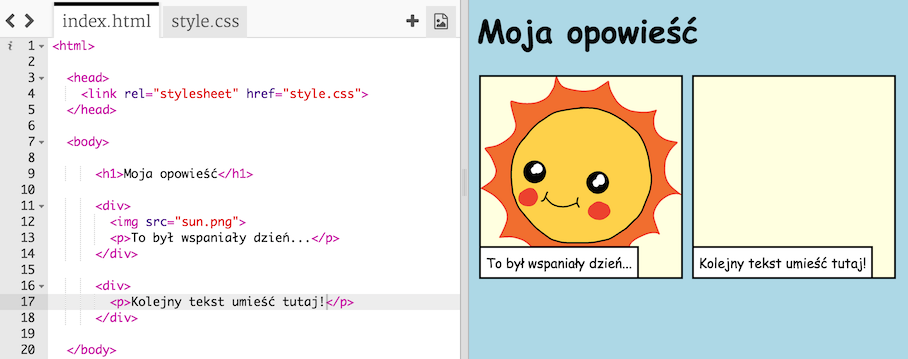 index.html style.css
1 <html>
2
3 <head>
4 <link rel="stylesheet" href="style.css">
5 </head>
6
7 <body>
8
9 <h1>Moja opowieść</h1>
10
11 <div>
12 <img src="sun.png">
13 <p>To był wspaniały dzień...</p>
14 </div>
15
16 <div>
17 <p>Kolejny tekst umieść tutaj!</p>
18 </div>
19
20 </body>
Moja opowieść
To był wspaniały dzień...
Kolejny tekst umieść tutaj!